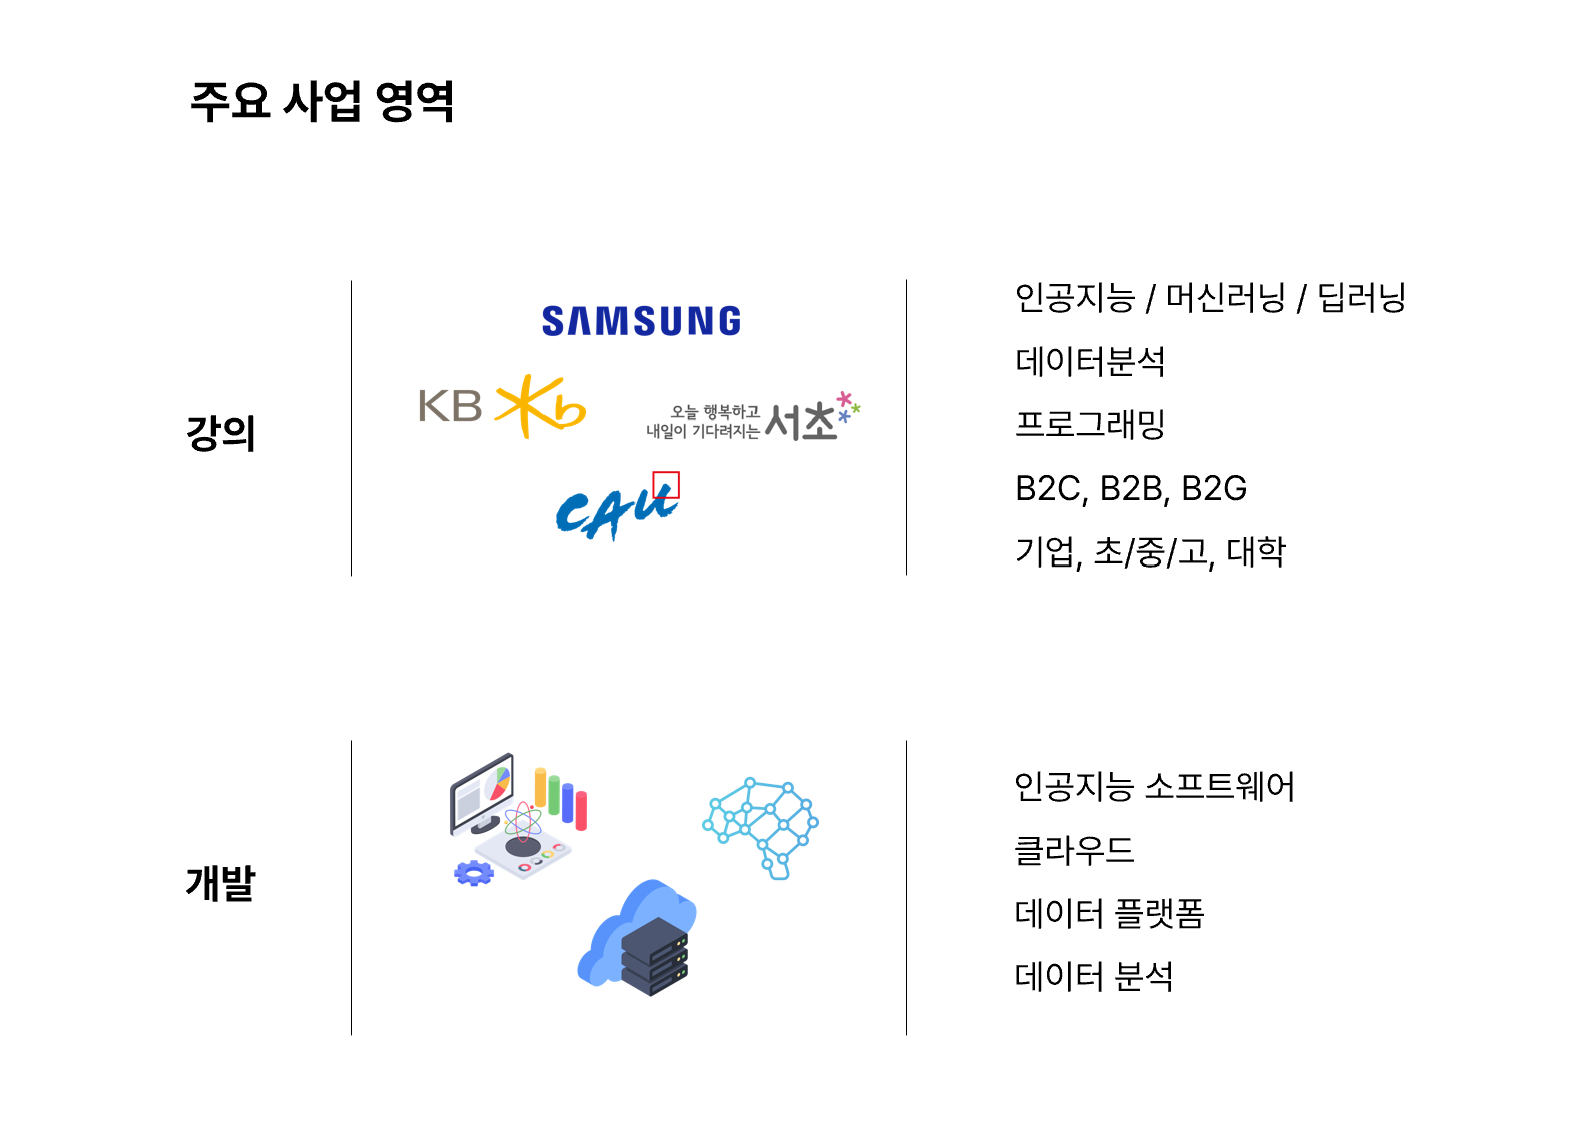 주요 사업 영역
강의
SAMSUNG
KB
오늘 행복하고
내일이 기다려지는 서초
CAU
인공지능 / 머신러닝 / 딥러닝
데이터분석
프로그래밍
B2C, B2B, B2G
기업, 초/중/고, 대학
개발
인공지능 소프트웨어
클라우드
데이터 플랫폼
데이터 분석